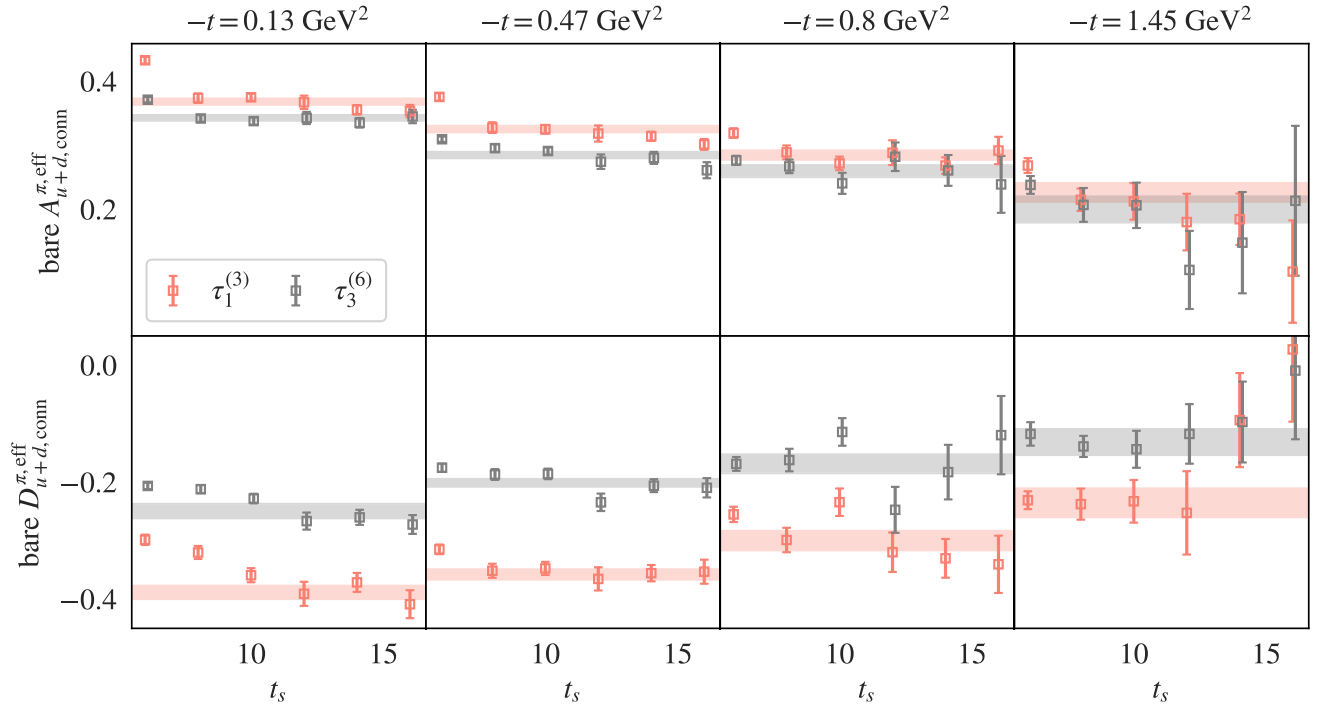 −t = 0.13 GeV² −t = 0.47 GeV² −t = 0.8 GeV² −t = 1.45 GeV²
bare A^{π,eff}_{u+d,conn}
0.4
0.2
τ₁⁽³⁾ τ₃⁽⁶⁾
bare D^{π,eff}_{u+d,conn}
0.0
−0.2
−0.4
10 15 10 15 10 15 10 15
t_s t_s t_s t_s